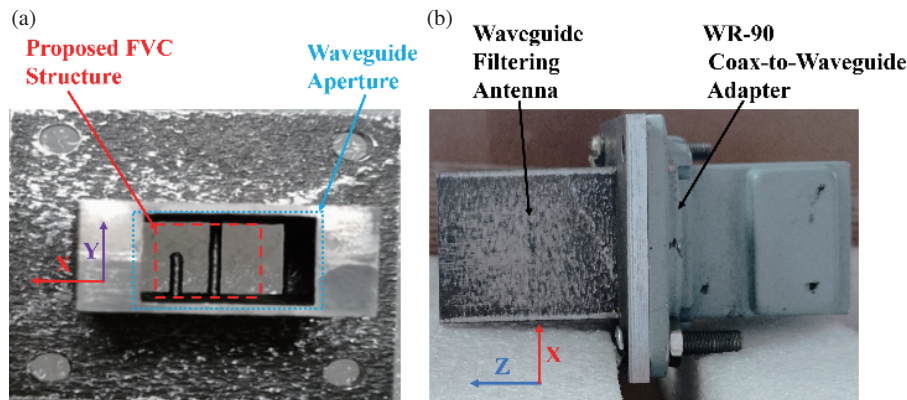 (a)
Proposed FVC
Structure
Waveguide
Aperture
Y
X
(b)
Waveguide
Filtering
Antenna
WR-90
Coax-to-Waveguide
Adapter
X
Z